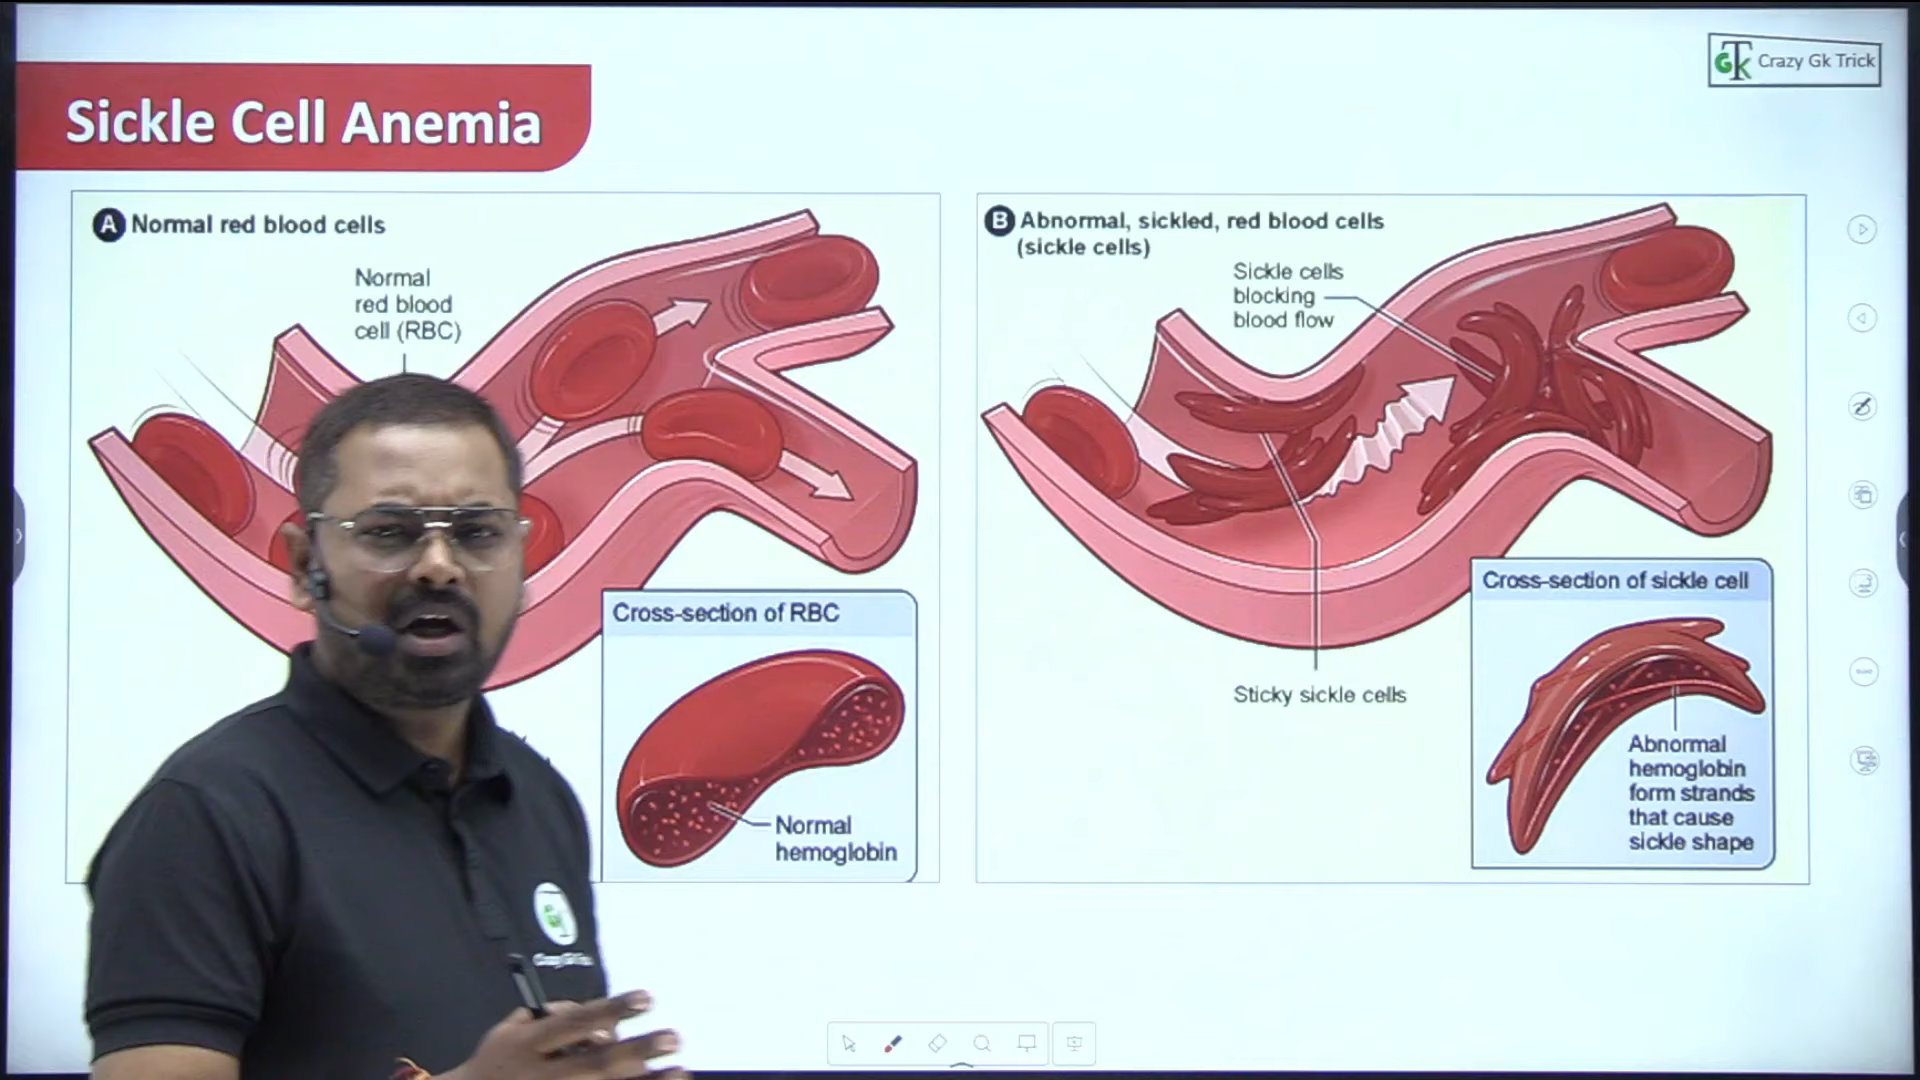 GTK Crazy Gk Trick
Sickle Cell Anemia
A Normal red blood cells
Normal
red blood
cell (RBC)
Cross-section of RBC
Normal
hemoglobin
B Abnormal, sickled, red blood cells
(sickle cells)
Sickle cells
blocking
blood flow
Sticky sickle cells
Cross-section of sickle cell
Abnormal
hemoglobin
form strands
that cause
sickle shape